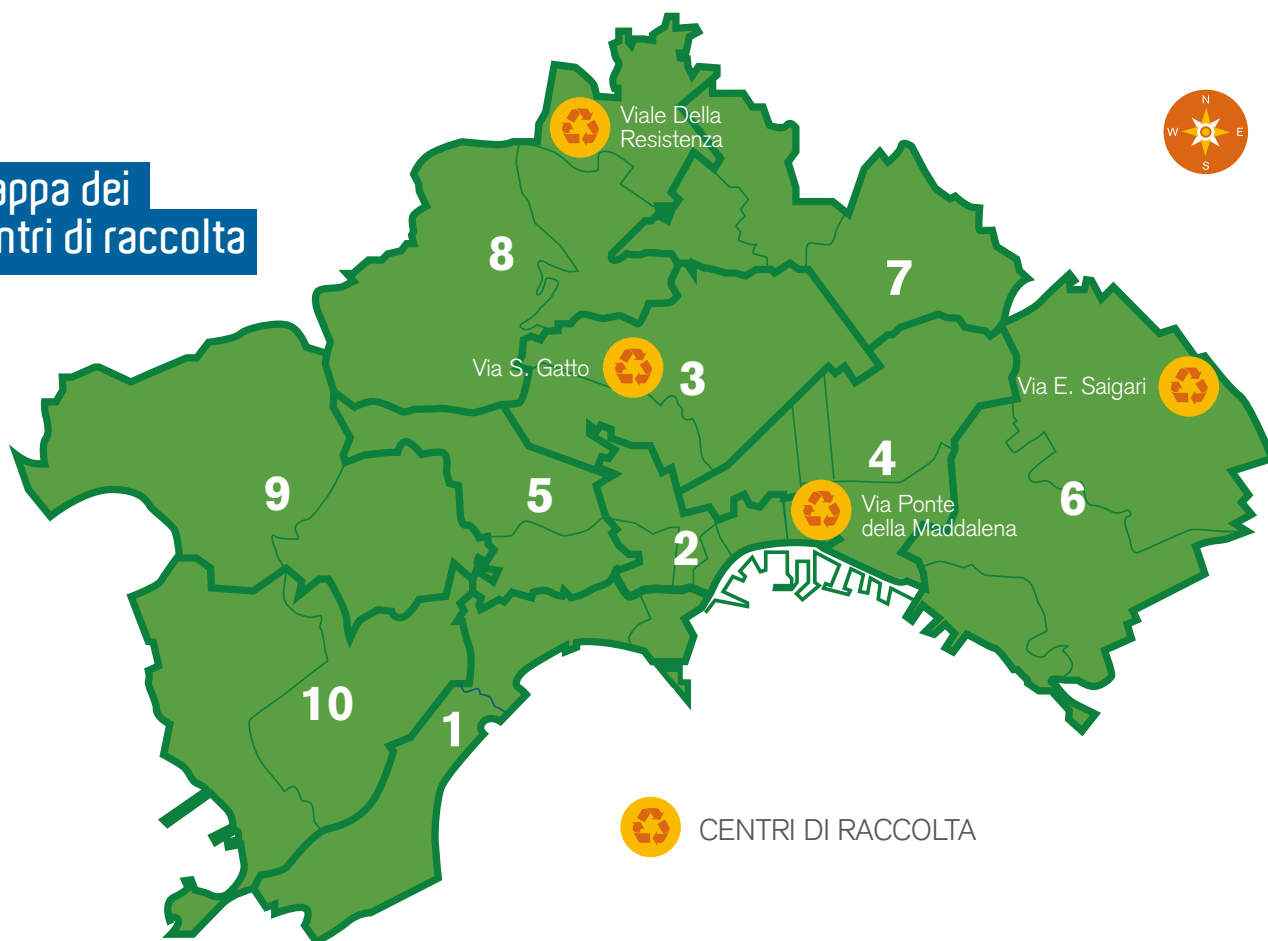 appa dei
ntri di raccolta
N
W E
S
Viale Della
Resistenza
8
7
Via S. Gatto
3
Via E. Saigari
4
9
5
6
Via Ponte
della Maddalena
2
10
1
CENTRI DI RACCOLTA